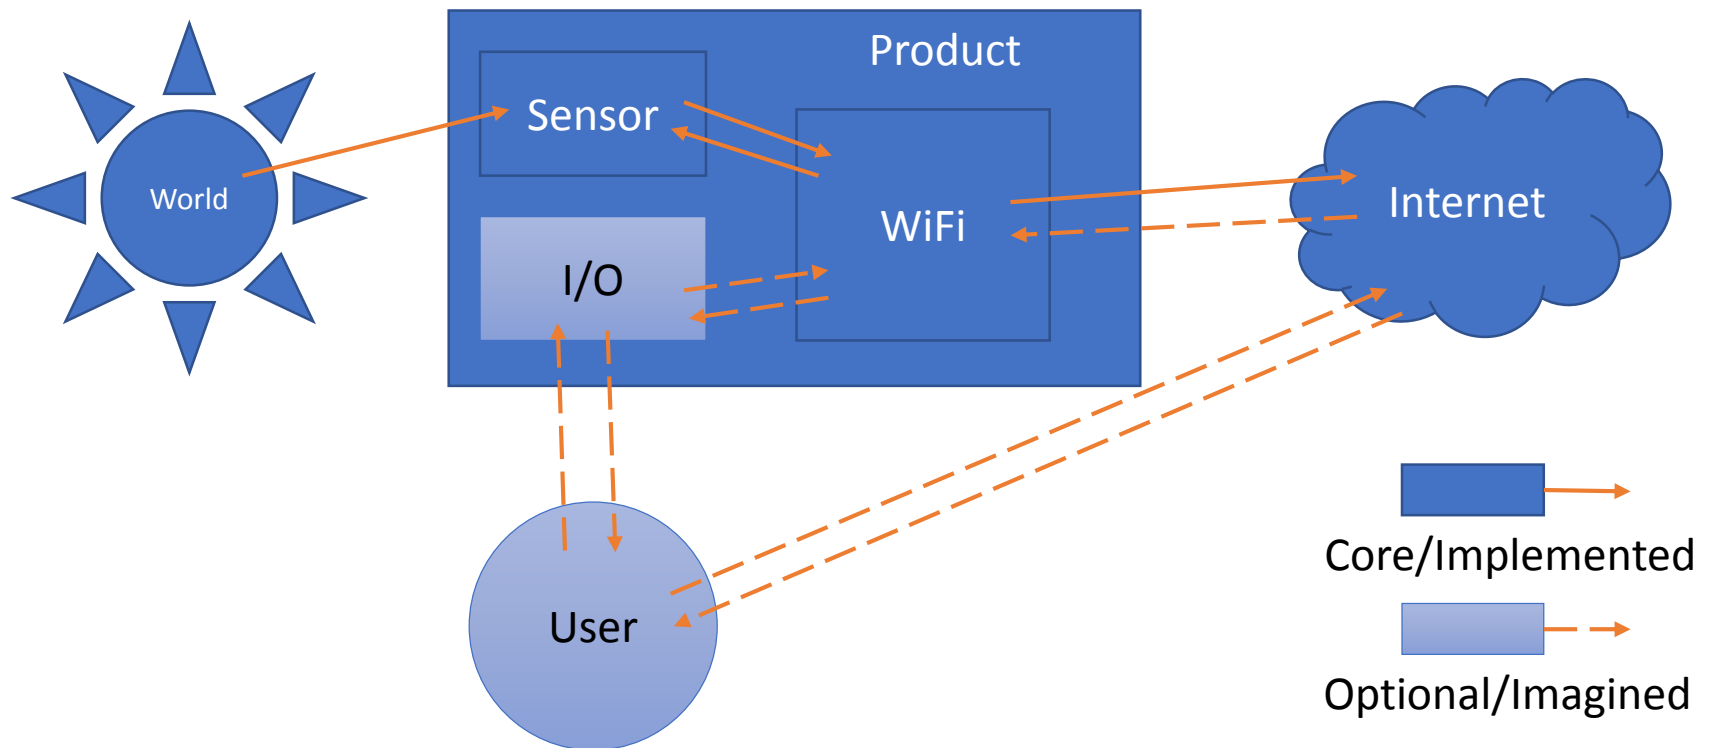 Product
Sensor
World
WiFi
Internet
I/O
User
Core/Implemented
Optional/Imagined